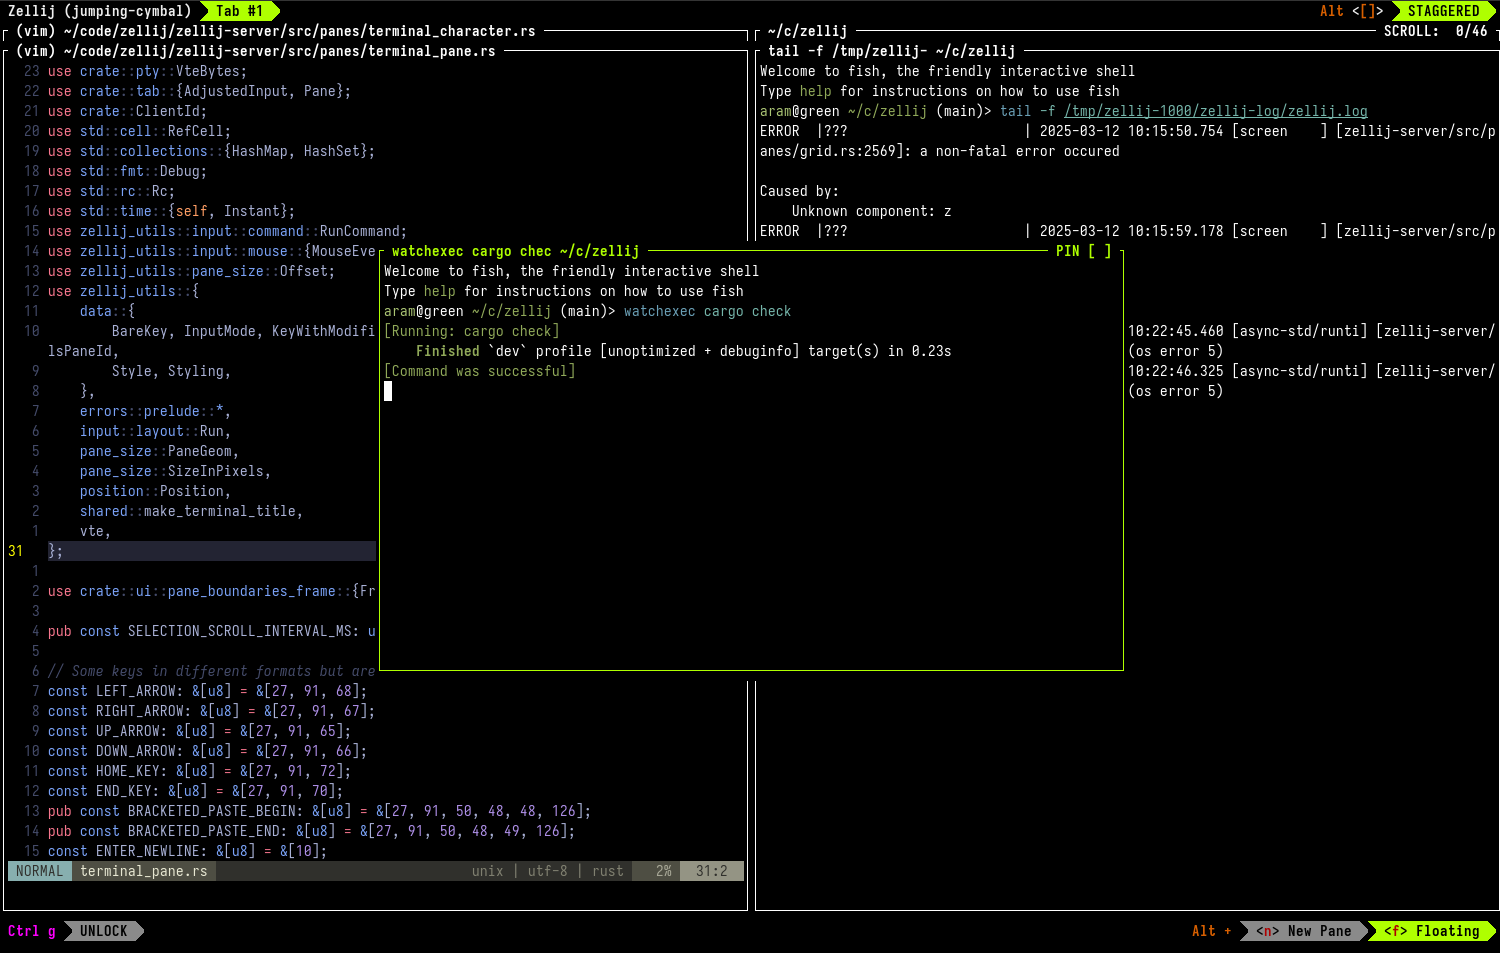 Zellij (jumping-cymbal) Tab #1 Alt <[]> STAGGERED
(vim) ~/code/zellij/zellij-server/src/panes/terminal_character.rs
(vim) ~/code/zellij/zellij-server/src/panes/terminal_pane.rs
23 use crate::pty::VteBytes;
22 use crate::tab::{AdjustedInput, Pane};
21 use crate::ClientId;
20 use std::cell::RefCell;
19 use std::collections::{HashMap, HashSet};
18 use std::fmt::Debug;
17 use std::rc::Rc;
16 use std::time::{self, Instant};
15 use zellij_utils::input::command::RunCommand;
14 use zellij_utils::input::mouse::{MouseEve
13 use zellij_utils::pane_size::Offset;
12 use zellij_utils::{
11     data::{
10         BareKey, InputMode, KeyWithModifi
lsPaneId,
9         Style, Styling,
8     },
7     errors::prelude::*,
6     input::layout::Run,
5     pane_size::PaneGeom,
4     pane_size::SizeInPixels,
3     position::Position,
2     shared::make_terminal_title,
1     vte,
31 };
1
2 use crate::ui::pane_boundaries_frame::{Fr
3
4 pub const SELECTION_SCROLL_INTERVAL_MS: u
5
6 // Some keys in different formats but are
7 const LEFT_ARROW: &[u8] = &[27, 91, 68];
8 const RIGHT_ARROW: &[u8] = &[27, 91, 67];
9 const UP_ARROW: &[u8] = &[27, 91, 65];
10 const DOWN_ARROW: &[u8] = &[27, 91, 66];
11 const HOME_KEY: &[u8] = &[27, 91, 72];
12 const END_KEY: &[u8] = &[27, 91, 70];
13 pub const BRACKETED_PASTE_BEGIN: &[u8] = &[27, 91, 50, 48, 48, 126];
14 pub const BRACKETED_PASTE_END: &[u8] = &[27, 91, 50, 48, 49, 126];
15 const ENTER_NEWLINE: &[u8] = &[10];
NORMAL terminal_pane.rs unix | utf-8 | rust 2% 31:2
~/c/zellij SCROLL: 0/46
tail -f /tmp/zellij- ~/c/zellij
Welcome to fish, the friendly interactive shell
Type help for instructions on how to use fish
aram@green ~/c/zellij (main)> tail -f /tmp/zellij-1000/zellij-log/zellij.log
ERROR  |???                      | 2025-03-12 10:15:50.754 [screen    ] [zellij-server/src/p
anes/grid.rs:2569]: a non-fatal error occured
Caused by:
    Unknown component: z
ERROR  |???                      | 2025-03-12 10:15:59.178 [screen    ] [zellij-server/src/p
10:22:45.460 [async-std/runti] [zellij-server/
(os error 5)
10:22:46.325 [async-std/runti] [zellij-server/
(os error 5)
watchexec cargo chec ~/c/zellij PIN [ ]
Welcome to fish, the friendly interactive shell
Type help for instructions on how to use fish
aram@green ~/c/zellij (main)> watchexec cargo check
[Running: cargo check]
    Finished `dev` profile [unoptimized + debuginfo] target(s) in 0.23s
[Command was successful]
Ctrl g UNLOCK Alt + <n> New Pane <f> Floating